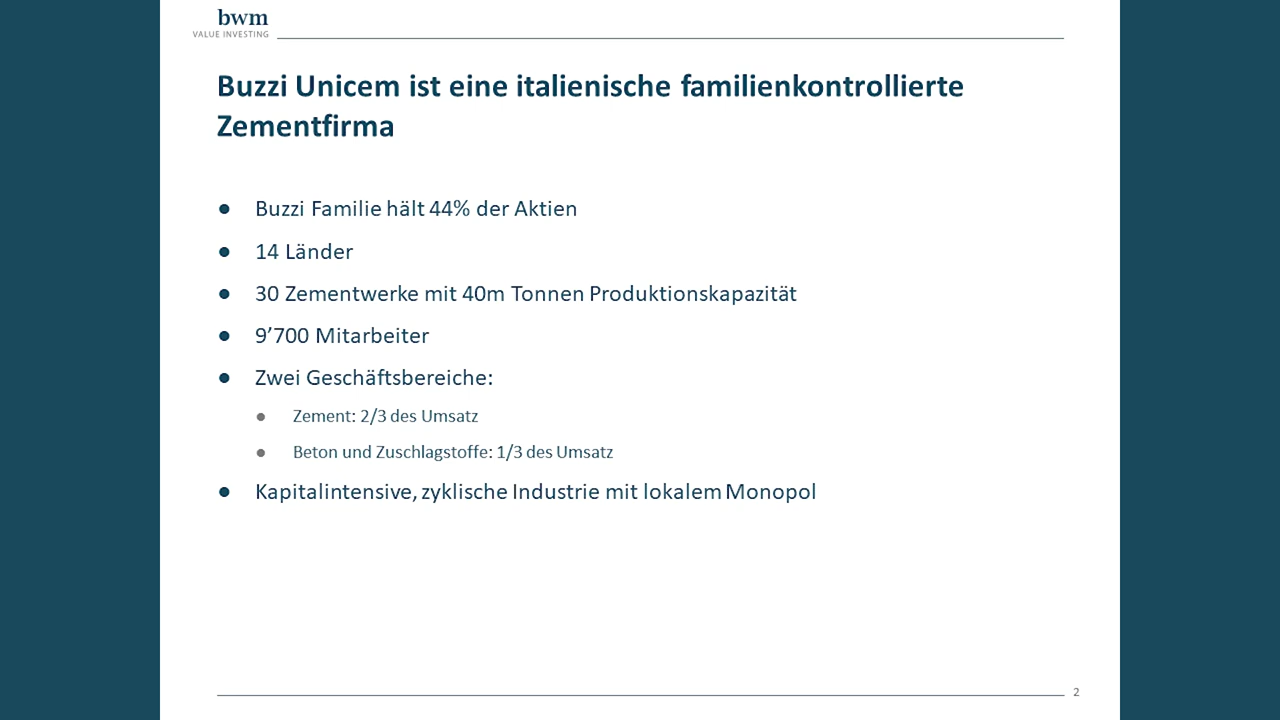 bwm
VALUE INVESTING
Buzzi Unicem ist eine italienische familienkontrollierte
Zementfirma
● Buzzi Familie hält 44% der Aktien
● 14 Länder
● 30 Zementwerke mit 40m Tonnen Produktionskapazität
● 9’700 Mitarbeiter
● Zwei Geschäftsbereiche:
● Zement: 2/3 des Umsatz
● Beton und Zuschlagstoffe: 1/3 des Umsatz
● Kapitalintensive, zyklische Industrie mit lokalem Monopol
2